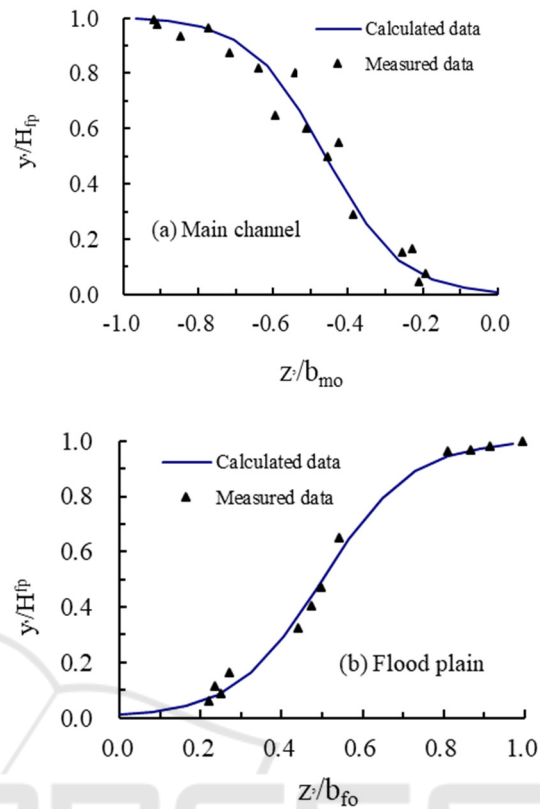 1.0
0.8
0.6
0.4
0.2
0.0
y,/Hfp
Calculated data
Measured data
(a) Main channel
-1.0 -0.8 -0.6 -0.4 -0.2 0.0
z,/bmo
1.0
0.8
0.6
0.4
0.2
0.0
y,/Hfp
Calculated data
Measured data
(b) Flood plain
0.0 0.2 0.4 0.6 0.8 1.0
z,/bfo